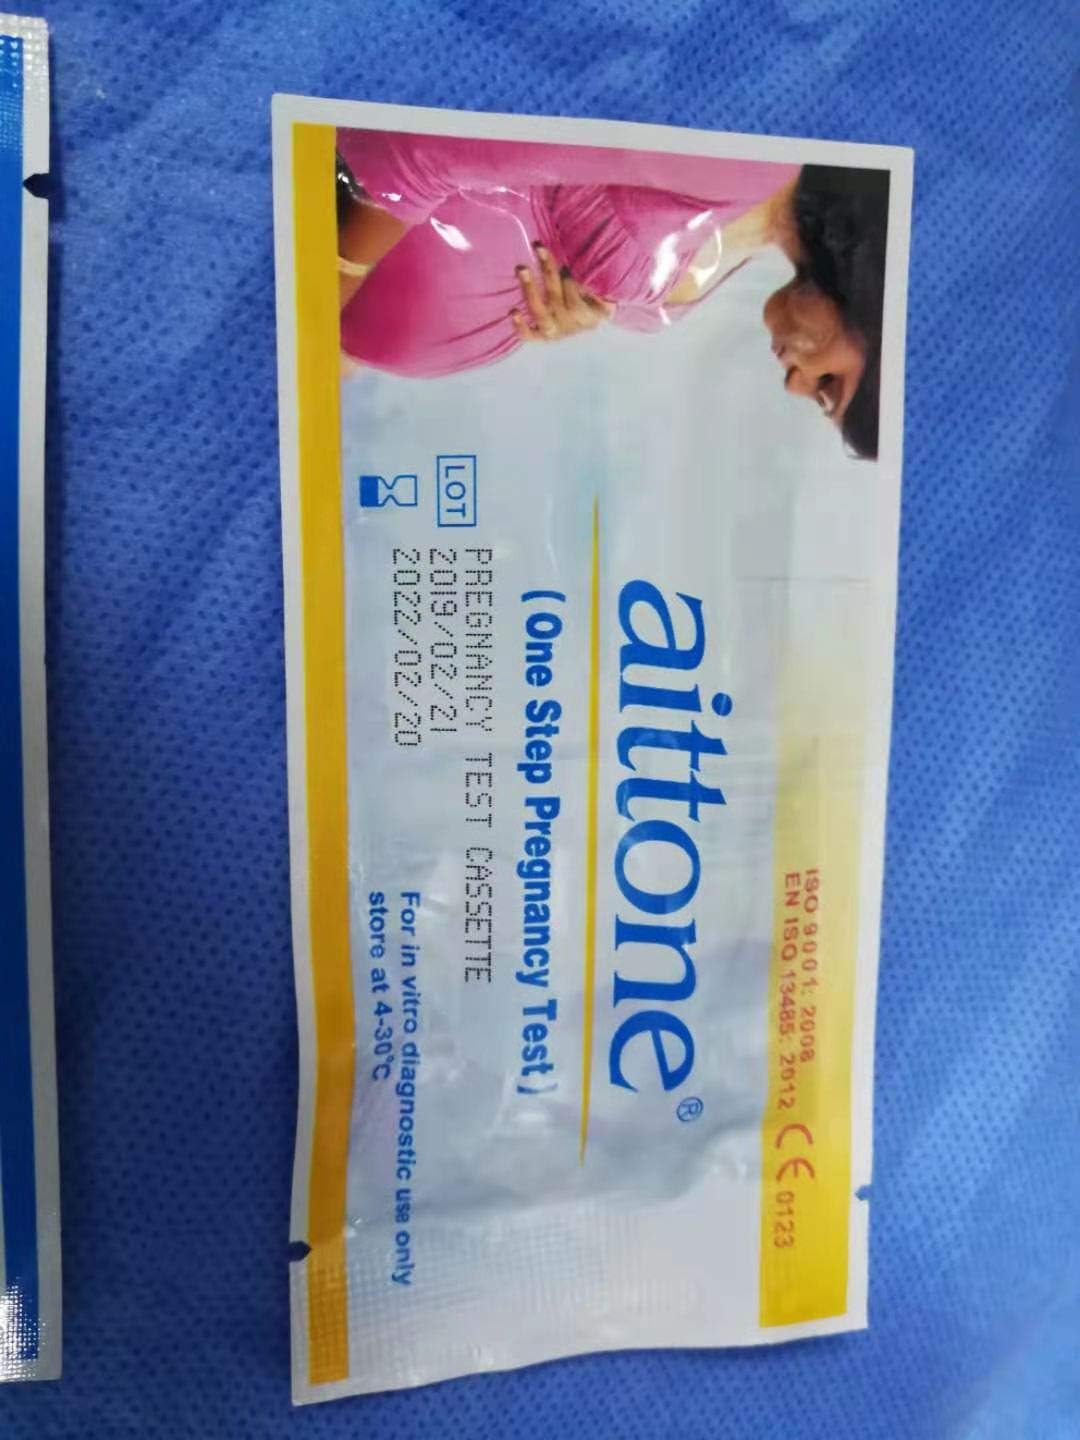 ISO 9001: 2008
EN ISO 13485: 2012 CE 0123
aittone®
(One Step Pregnancy Test)
PREGNANCY TEST CASSETTE
LOT 2019/02/21
2022/02/20
For in vitro diagnostic use only
store at 4-30°C